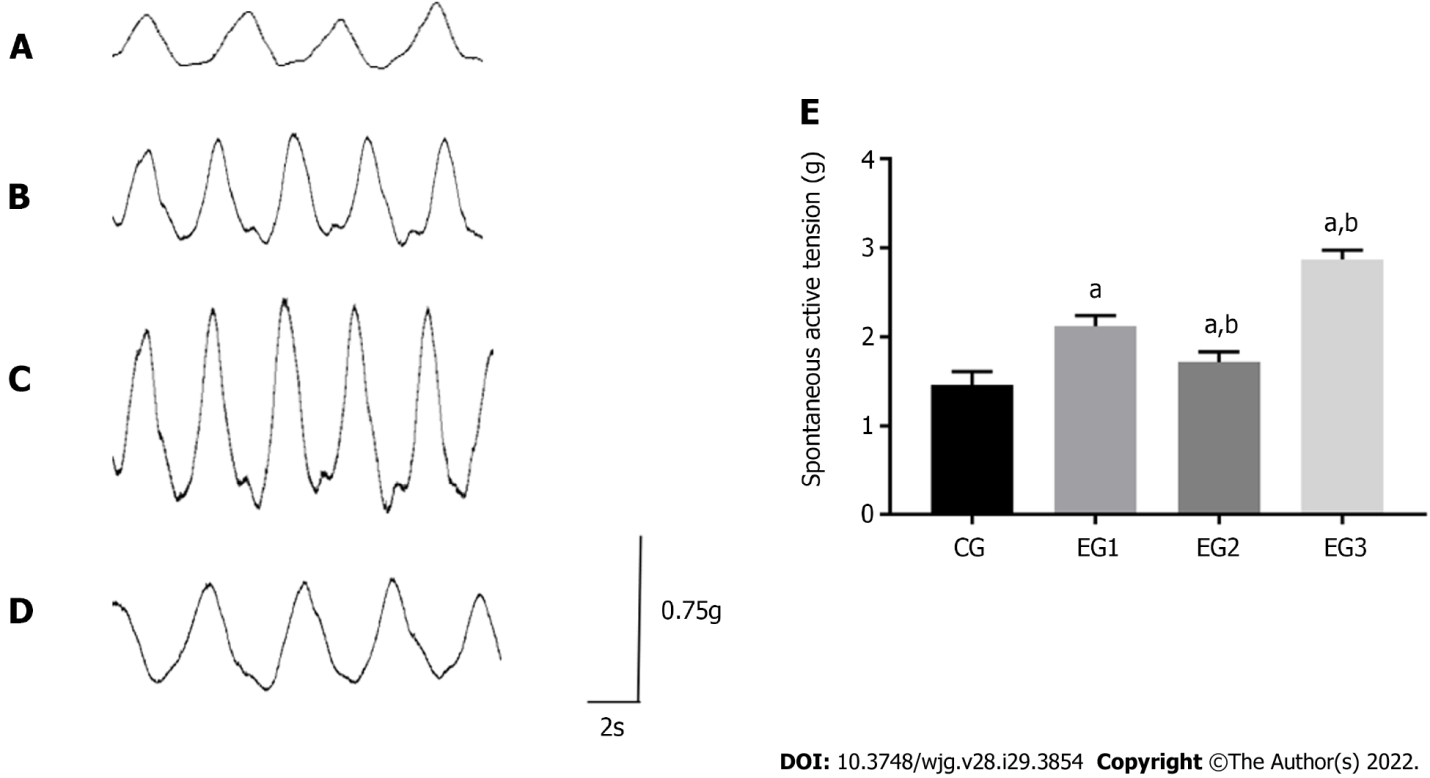 A
B
C
D
0.75g
2s
E
Spontaneous active tension (g)
4
3
2
1
0
a
a,b
a,b
CG EG1 EG2 EG3
DOI: 10.3748/wjg.v28.i29.3854 Copyright ©The Author(s) 2022.